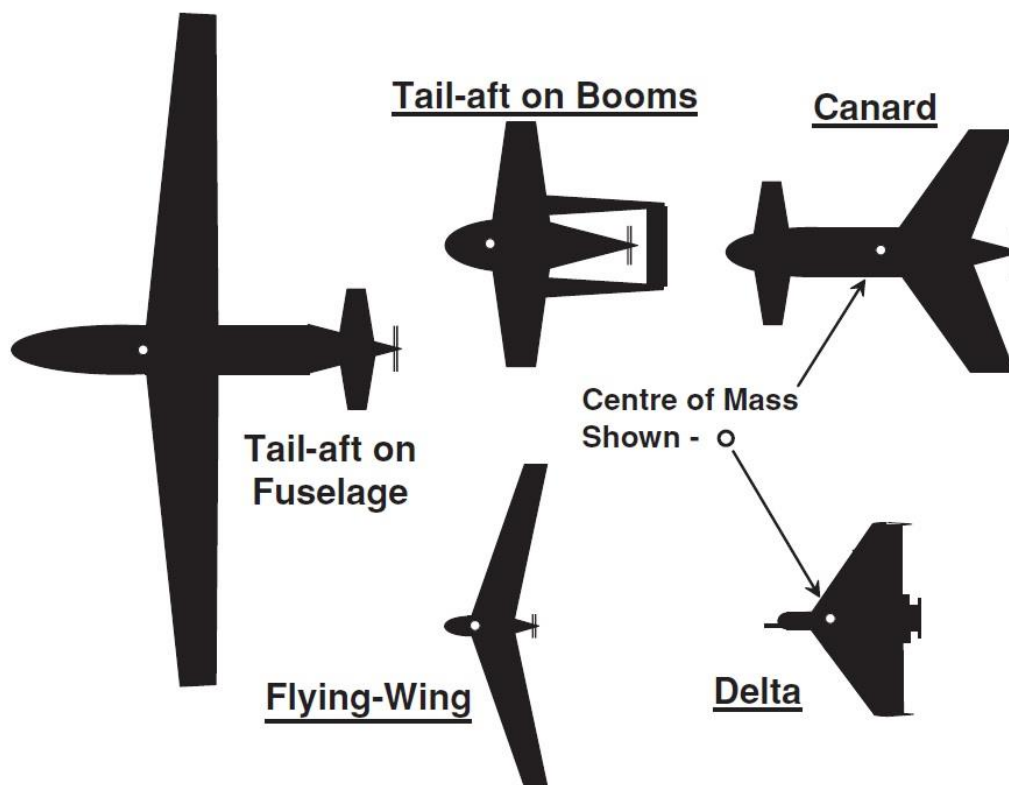 Tail-aft on Booms
Canard
Centre of Mass
Shown - O
Tail-aft on
Fuselage
Flying-Wing
Delta